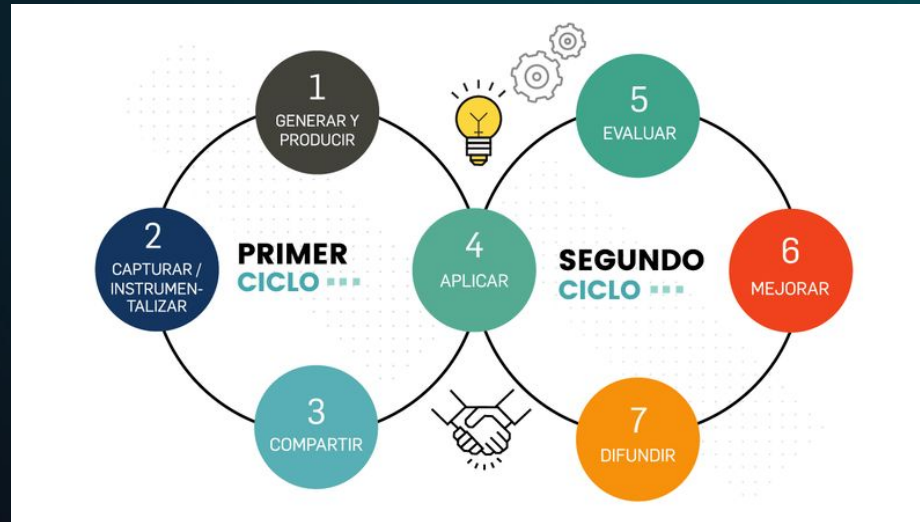 1
GENERAR Y
PRODUCIR
2
CAPTURAR /
INSTRUMEN-
TALIZAR
3
COMPARTIR
PRIMER
CICLO
4
APLICAR
5
EVALUAR
SEGUNDO
CICLO
6
MEJORAR
7
DIFUNDIR